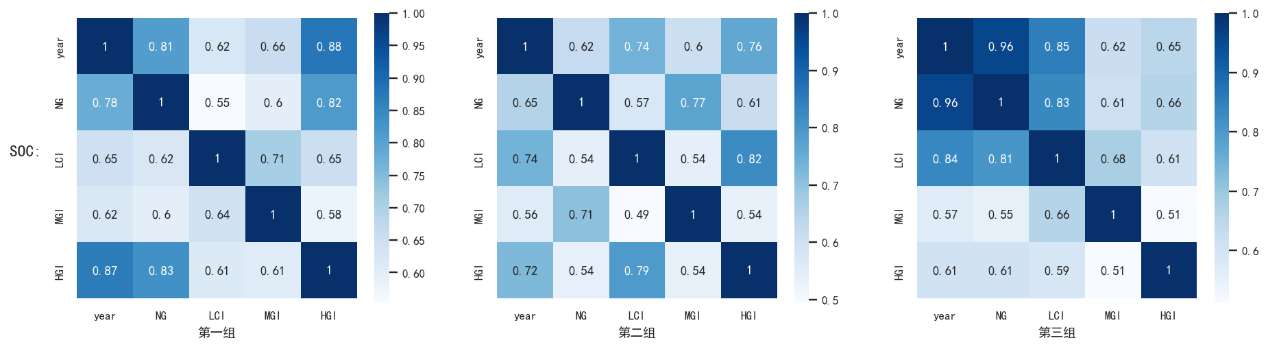 SOC:
year 1 0.81 0.62 0.66 0.88
NG 0.78 1 0.55 0.6 0.82
LCI 0.65 0.62 1 0.71 0.65
MGI 0.62 0.6 0.64 1 0.58
HGI 0.87 0.83 0.61 0.61 1
year NG LCI MGI HGI
第一组
1.00
0.95
0.90
0.85
0.80
0.75
0.70
0.65
0.60
year 1 0.62 0.74 0.6 0.76
NG 0.65 1 0.57 0.77 0.61
LCI 0.74 0.54 1 0.54 0.82
MGI 0.56 0.71 0.49 1 0.54
HGI 0.72 0.54 0.79 0.54 1
year NG LCI MGI HGI
第二组
1.0
0.9
0.8
0.7
0.6
0.5
year 1 0.96 0.85 0.62 0.65
NG 0.96 1 0.83 0.61 0.66
LCI 0.84 0.81 1 0.68 0.61
MGI 0.57 0.55 0.66 1 0.51
HGI 0.61 0.61 0.59 0.51 1
year NG LCI MGI HGI
第三组
1.0
0.9
0.8
0.7
0.6